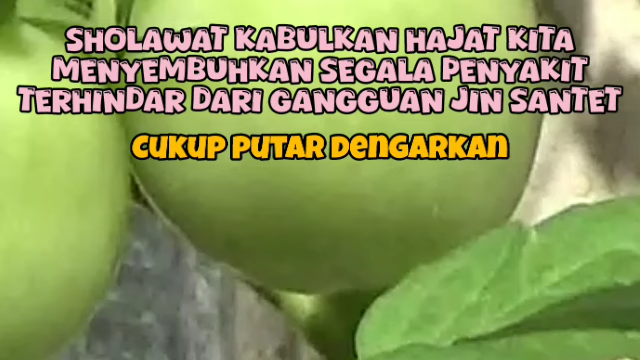 SHOLAWAT KABULKAN HAJAT KITA
MENYEMBUHKAN SEGALA PENYAKIT
TERHINDAR DARI GANGGUAN JIN SANTET
CUKUP PUTAR DENGARKAN